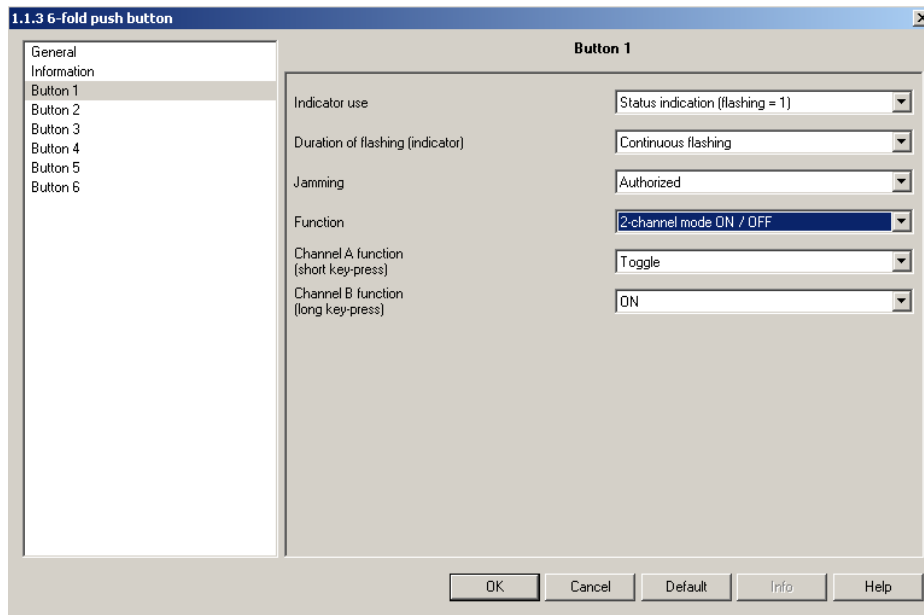 1.1.3 6-fold push button
General
Information
Button 1
Button 2
Button 3
Button 4
Button 5
Button 6
Button 1
Indicator use
Status indication (flashing = 1)
Duration of flashing (indicator)
Continuous flashing
Jamming
Authorized
Function
2-channel mode ON / OFF
Channel A function
(short key-press)
Toggle
Channel B function
(long key-press)
ON
OK
Cancel
Default
Info
Help